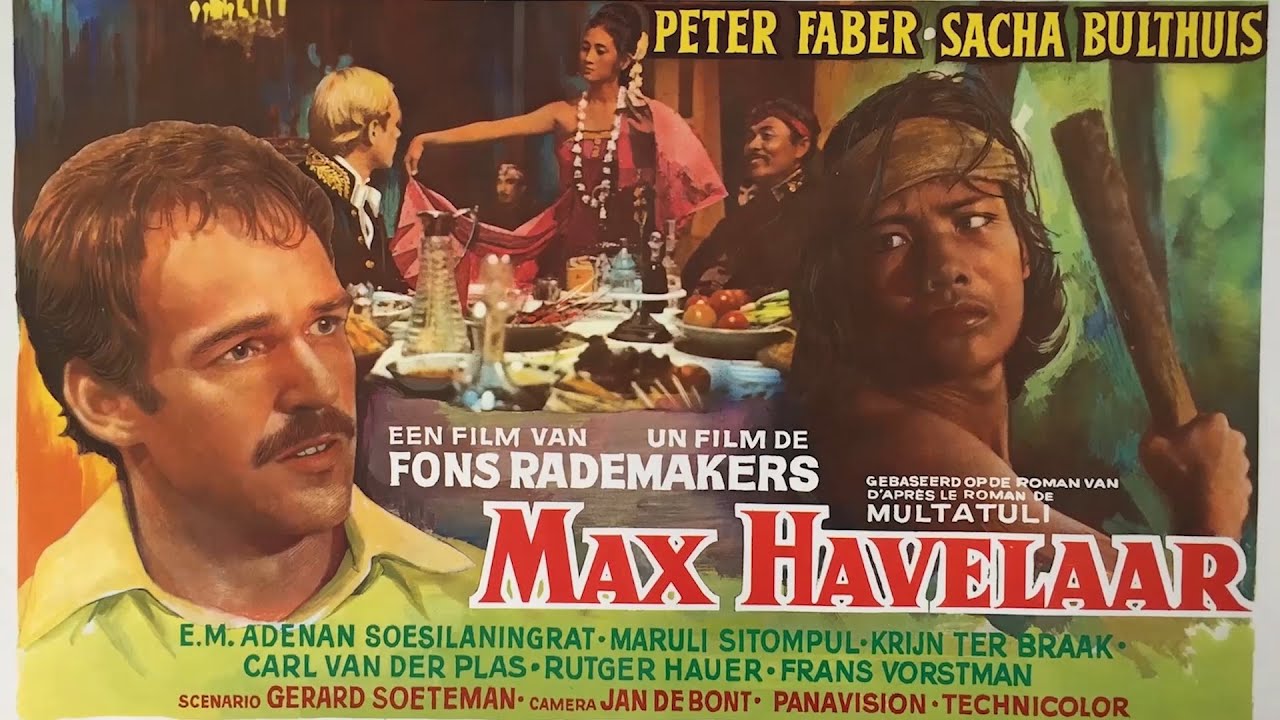 PETER FABER · SACHA BULTHUIS
EEN FILM VAN UN FILM DE
FONS RADEMAKERS
GEBASEERD OP DE ROMAN VAN
D'APRÈS LE ROMAN DE
MULTATULI
MAX HAVELAAR
E.M. ADENAN SOESILANINGRAT · MARULI SITOMPUL · KRIJN TER BRAAK ·
CARL VAN DER PLAS · RUTGER HAUER · FRANS VORSTMAN
SCENARIO GERARD SOETEMAN · CAMERA JAN DE BONT · PANAVISION · TECHNICOLOR